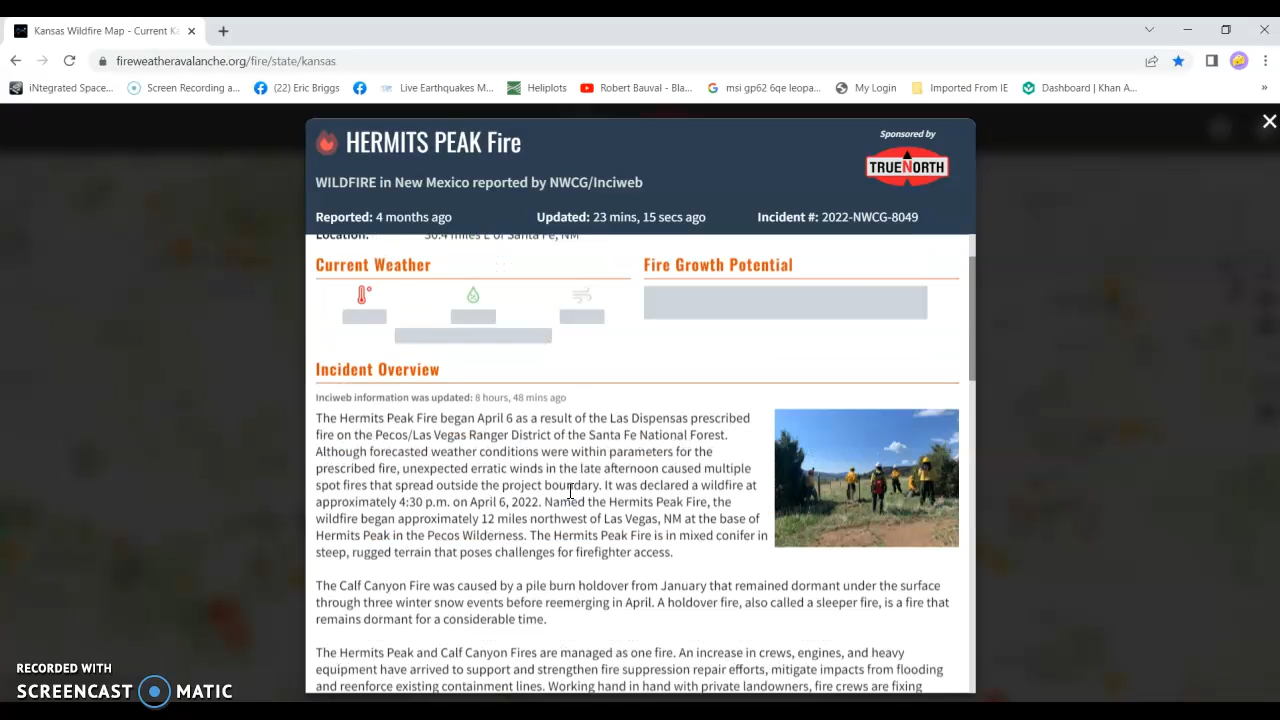 Kansas Wildfire Map - Current Ka
fireweatheravalanche.org/fire/state/kansas
iNtegrated Space...
Screen Recording a...
(22) Eric Briggs
Live Earthquakes M...
Heliplots
Robert Bauval - Bla...
msi gp62 6qe leopa...
My Login
Imported From IE
Dashboard | Khan A...
»
HERMITS PEAK Fire
Sponsored by
TRUENORTH
WILDFIRE in New Mexico reported by NWCG/Inciweb
Reported: 4 months ago
Updated: 23 mins, 15 secs ago
Incident #: 2022-NWCG-8049
Location: 30.4 miles E of Santa Fe, NM
Current Weather
Fire Growth Potential
Incident Overview
Inciweb information was updated: 8 hours, 48 mins ago
The Hermits Peak Fire began April 6 as a result of the Las Dispensas prescribed
fire on the Pecos/Las Vegas Ranger District of the Santa Fe National Forest.
Although forecasted weather conditions were within parameters for the
prescribed fire, unexpected erratic winds in the late afternoon caused multiple
spot fires that spread outside the project boundary. It was declared a wildfire at
approximately 4:30 p.m. on April 6, 2022. Named the Hermits Peak Fire, the
wildfire began approximately 12 miles northwest of Las Vegas, NM at the base of
Hermits Peak in the Pecos Wilderness. The Hermits Peak Fire is in mixed conifer in
steep, rugged terrain that poses challenges for firefighter access.
The Calf Canyon Fire was caused by a pile burn holdover from January that remained dormant under the surface
through three winter snow events before reemerging in April. A holdover fire, also called a sleeper fire, is a fire that
remains dormant for a considerable time.
The Hermits Peak and Calf Canyon Fires are managed as one fire. An increase in crews, engines, and heavy
equipment have arrived to support and strengthen fire suppression repair efforts, mitigate impacts from flooding
and reenforce existing containment lines. Working hand in hand with private landowners, fire crews are fixing
RECORDED WITH
SCREENCAST MATIC